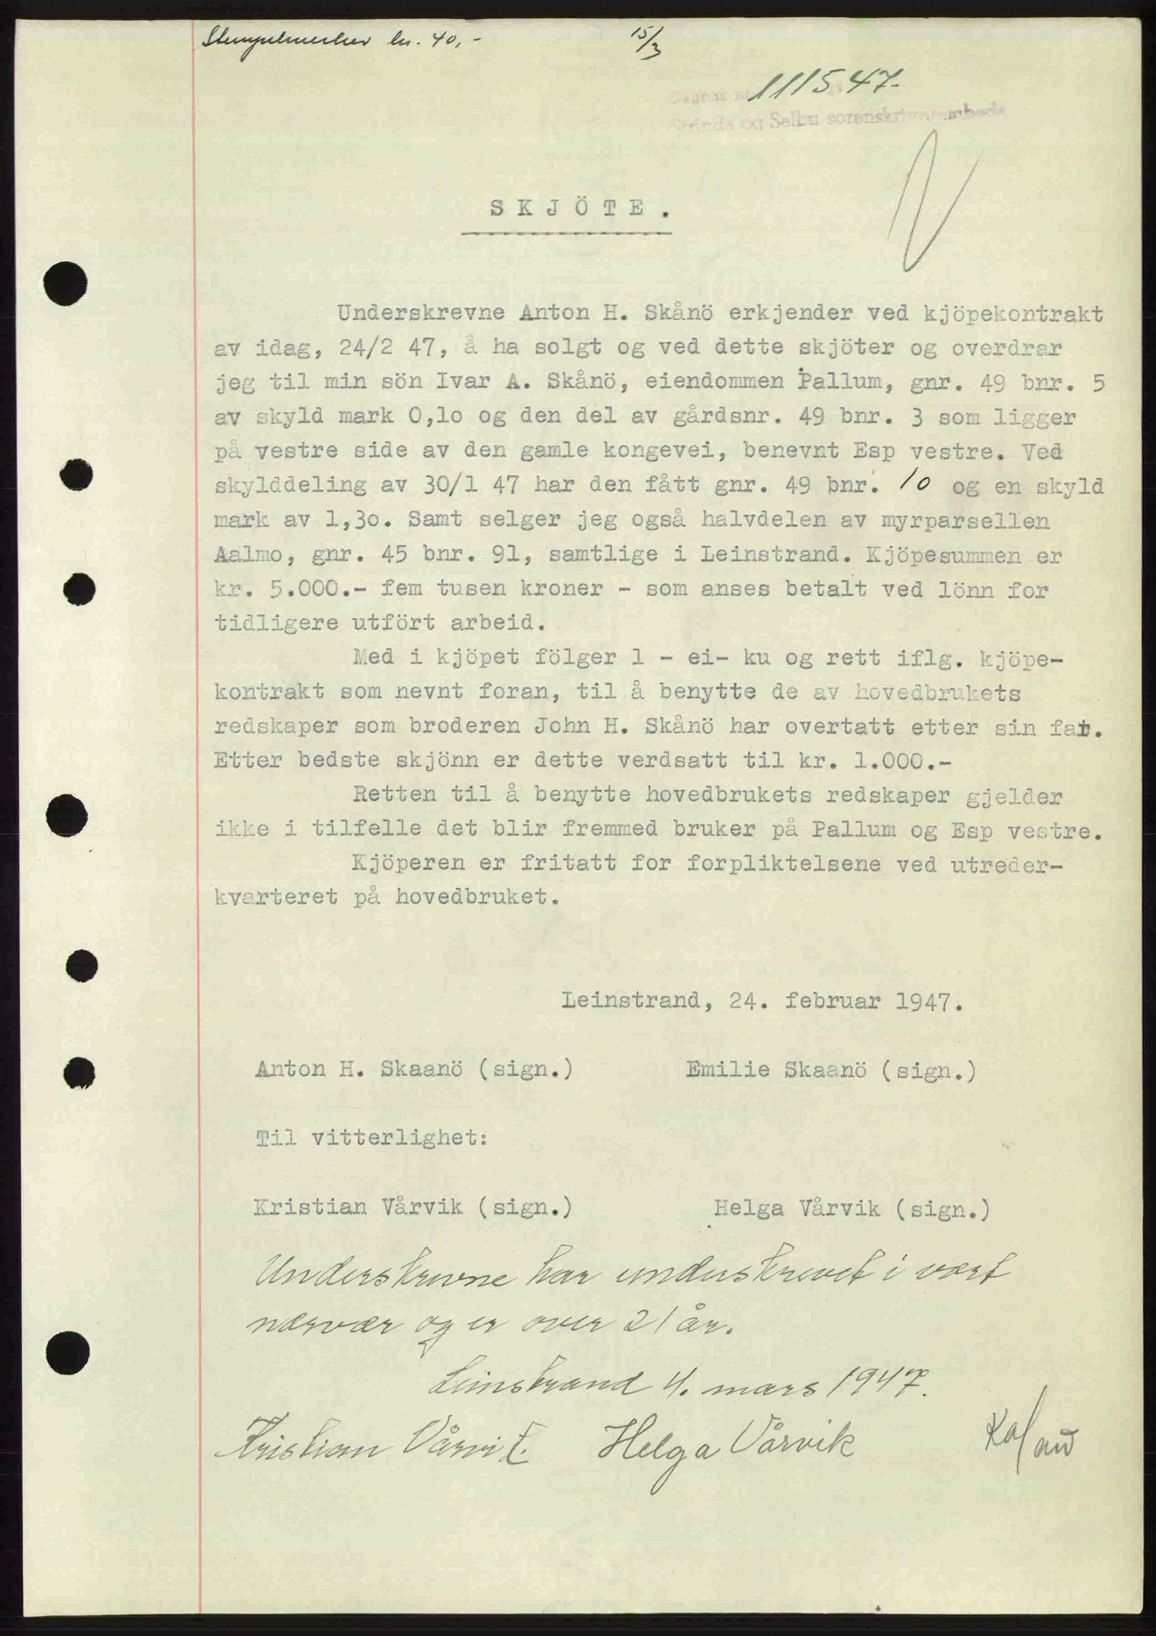 Stempelmerker kr. 40,- 15/3
111547.
Strinda og Selbu sorenskriverembede
SKJÖTE.
Underskrevne Anton H. Skånö erkjender ved kjöpekontrakt
av idag, 24/2 47, å ha solgt og ved dette skjöter og overdrar
jeg til min sön Ivar A. Skånö, eiendommen Pallum, gnr. 49 bnr. 5
av skyld mark 0,10 og den del av gårdsnr. 49 bnr. 3 som ligger
på vestre side av den gamle kongevei, benevnt Esp vestre. Ved
skylddeling av 30/1 47 har den fått gnr. 49 bnr. 10 og en skyld
mark av 1,30. Samt selger jeg også halvdelen av myrparsellen
Aalmo, gnr. 45 bnr. 91, samtlige i Leinstrand. Kjöpesummen er
kr. 5.000.- fem tusen kroner - som anses betalt ved lönn for
tidligere utfört arbeid.
Med i kjöpet fölger 1 - ei- ku og rett iflg. kjöpe-
kontrakt som nevnt foran, til å benytte de av hovedbrukets
redskaper som broderen John H. Skånö har overtatt etter sin far.
Etter bedste skjönn er dette verdsatt til kr. 1.000.-
Retten til å benytte hovedbrukets redskaper gjelder
ikke i tilfelle det blir fremmed bruker på Pallum og Esp vestre.
Kjöperen er fritatt for forpliktelsene ved utreder-
kvarteret på hovedbruket.
Leinstrand, 24. februar 1947.
Anton H. Skaanö (sign.) Emilie Skaanö (sign.)
Til vitterlighet:
Kristian Vårvik (sign.) Helga Vårvik (sign.)
Underskrevne har underskrevet i vært
nærvær og er over 21 år.
Leinstrand 4. mars 1947.
Kristian Vårvik. Helga Vårvik